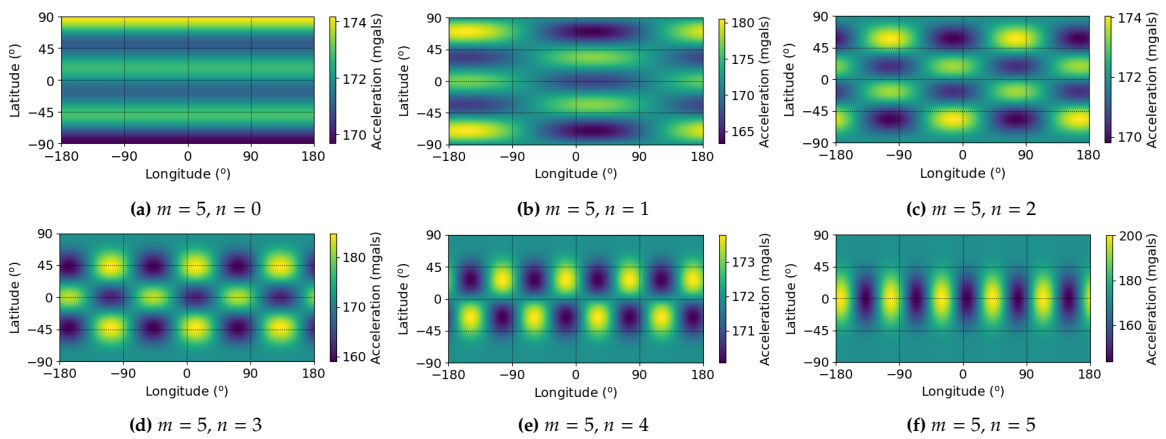 90
45
0
−45
−90
Latitude (º)
−180 −90 0 90 180
Longitude (º)
174
172
170
Acceleration (mgals)
(a) m = 5, n = 0
90
45
0
−45
−90
Latitude (º)
−180 −90 0 90 180
Longitude (º)
180
175
170
165
Acceleration (mgals)
(b) m = 5, n = 1
90
45
0
−45
−90
Latitude (º)
−180 −90 0 90 180
Longitude (º)
174
172
170
Acceleration (mgals)
(c) m = 5, n = 2
90
45
0
−45
−90
Latitude (º)
−180 −90 0 90 180
Longitude (º)
180
170
160
Acceleration (mgals)
(d) m = 5, n = 3
90
45
0
−45
−90
Latitude (º)
−180 −90 0 90 180
Longitude (º)
173
172
171
Acceleration (mgals)
(e) m = 5, n = 4
90
45
0
−45
−90
Latitude (º)
−180 −90 0 90 180
Longitude (º)
200
180
160
Acceleration (mgals)
(f) m = 5, n = 5